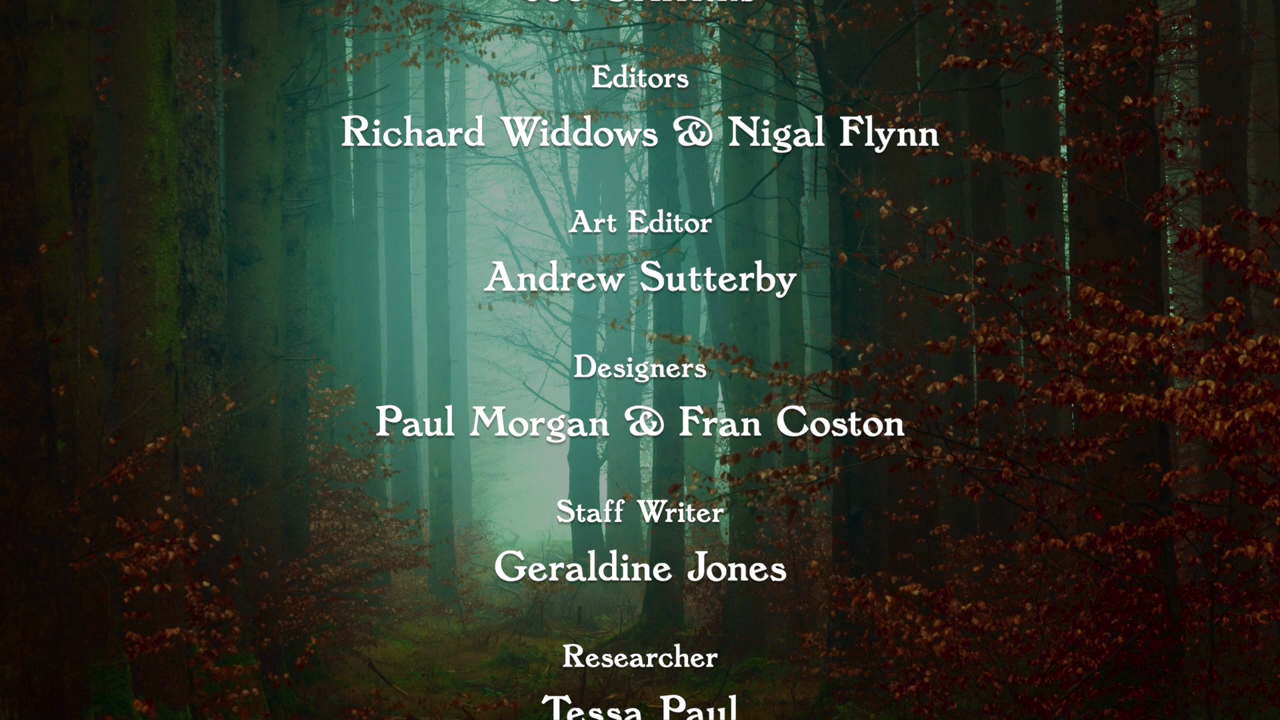 Editors
Richard Widdows & Nigal Flynn
Art Editor
Andrew Sutterby
Designers
Paul Morgan & Fran Coston
Staff Writer
Geraldine Jones
Researcher
Tessa Paul